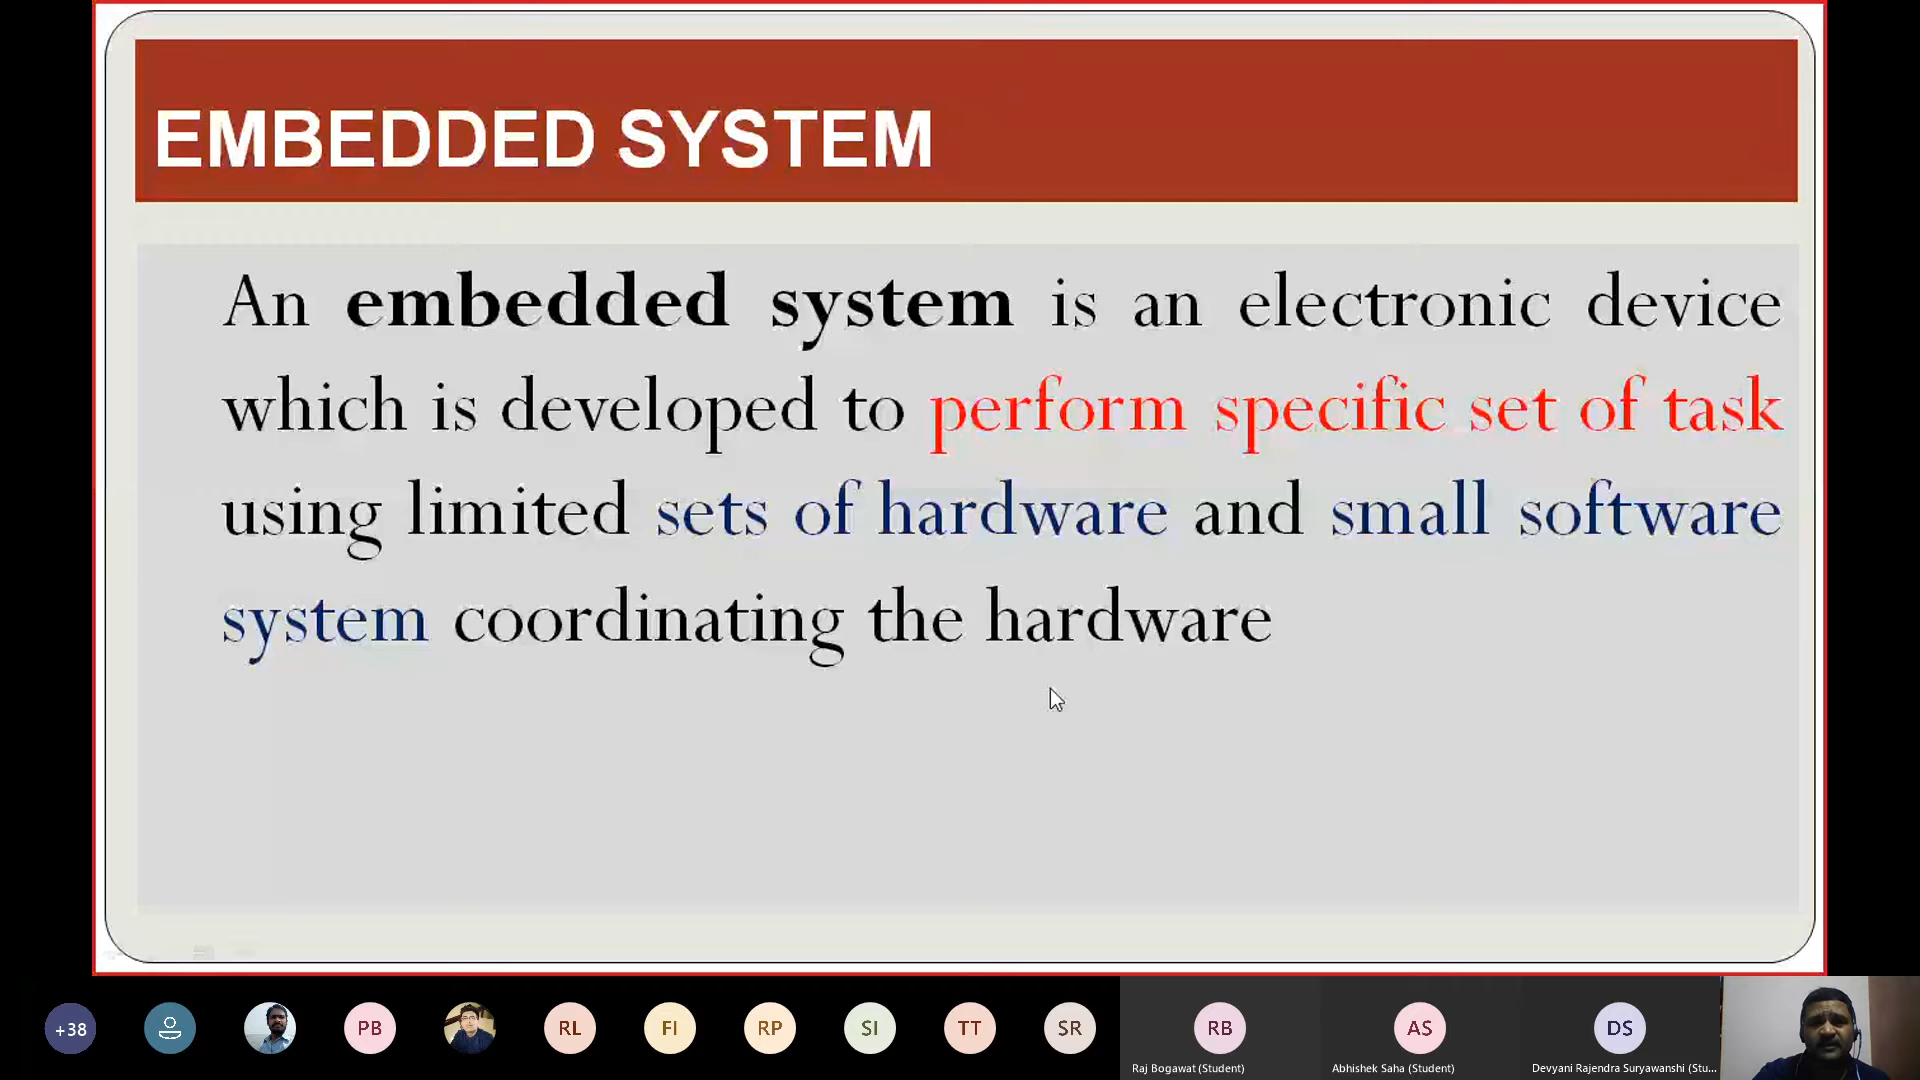 EMBEDDED SYSTEM
An embedded system is an electronic device
which is developed to perform specific set of task
using limited sets of hardware and small software
system coordinating the hardware
+38
PB
RL
FI
RP
SI
TT
SR
RB
AS
DS
Raj Bogawat (Student)
Abhishek Saha (Student)
Devyani Rajendra Suryawanshi (Stu...